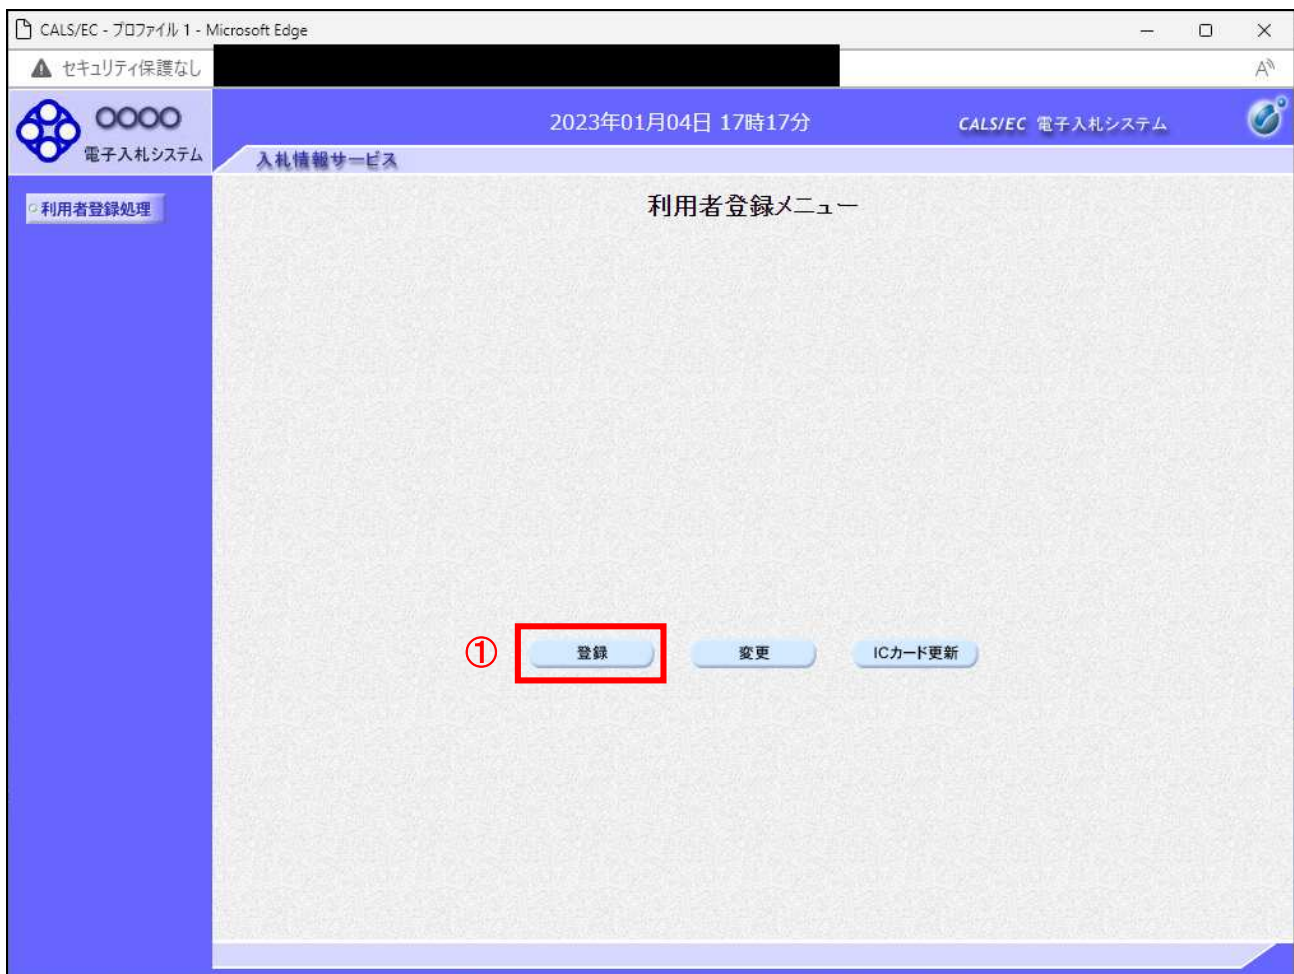 CALS/EC - プロファイル 1 - Microsoft Edge
セキュリティ保護なし
OOOO
電子入札システム
2023年01月04日 17時17分
CALS/EC 電子入札システム
入札情報サービス
利用者登録処理
利用者登録メニュー
① 登録 変更 ICカード更新